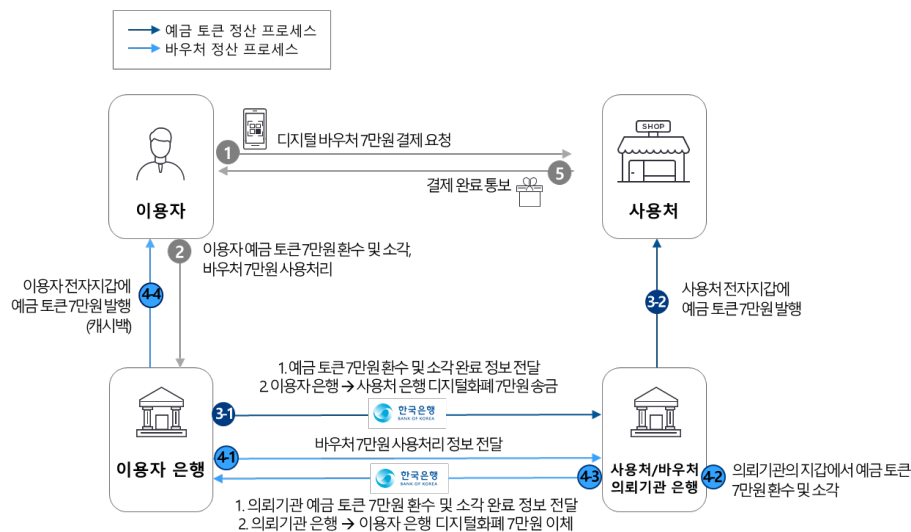 예금 토큰 정산 프로세스
바우처 정산 프로세스
SHOP
1
디지털 바우처 7만원 결제 요청
결제 완료 통보
5
이용자
사용처
2
이용자 예금 토큰 7만원 환수 및 소각,
바우처 7만원 사용처리
이용자 전자지갑에
예금 토큰 7만원 발행
(캐시백)
4-4
3-2
사용처 전자지갑에
예금 토큰 7만원 발행
1. 예금 토큰 7만원 환수 및 소각 완료 정보 전달
2. 이용자 은행 → 사용처 은행 디지털화폐 7만원 송금
3-1
한국은행
BANK OF KOREA
바우처 7만원 사용처리 정보 전달
4-1
이용자 은행
한국은행
BANK OF KOREA
4-3
사용처/바우처
의뢰기관 은행
4-2
의뢰기관의 지갑에서 예금 토큰
7만원 환수 및 소각
1. 의뢰기관 예금 토큰 7만원 환수 및 소각 완료 정보 전달
2. 의뢰기관 은행 → 이용자 은행 디지털화폐 7만원 이체